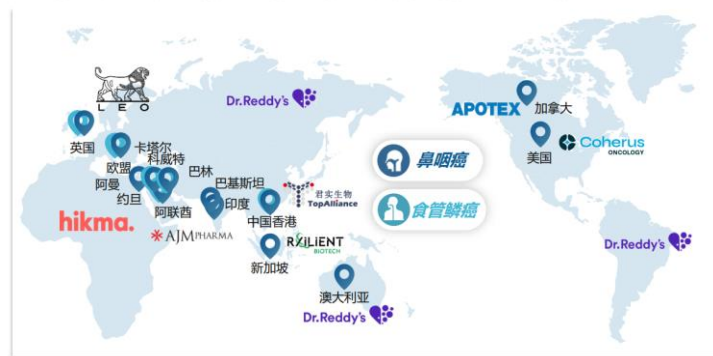 LEO
Dr.Reddy's
APOTEX
加拿大
英国
卡塔尔
美国
Coherus
ONCOLOGY
欧盟
科威特
鼻咽癌
巴林
阿曼
巴基斯坦
君实生物
TopAlliance
约旦
阿联酋
印度
食管鳞癌
hikma.
中国香港
AJMPHARMA
RXILIENT
BIOTECH
Dr.Reddy's
新加坡
澳大利亚
Dr.Reddy's